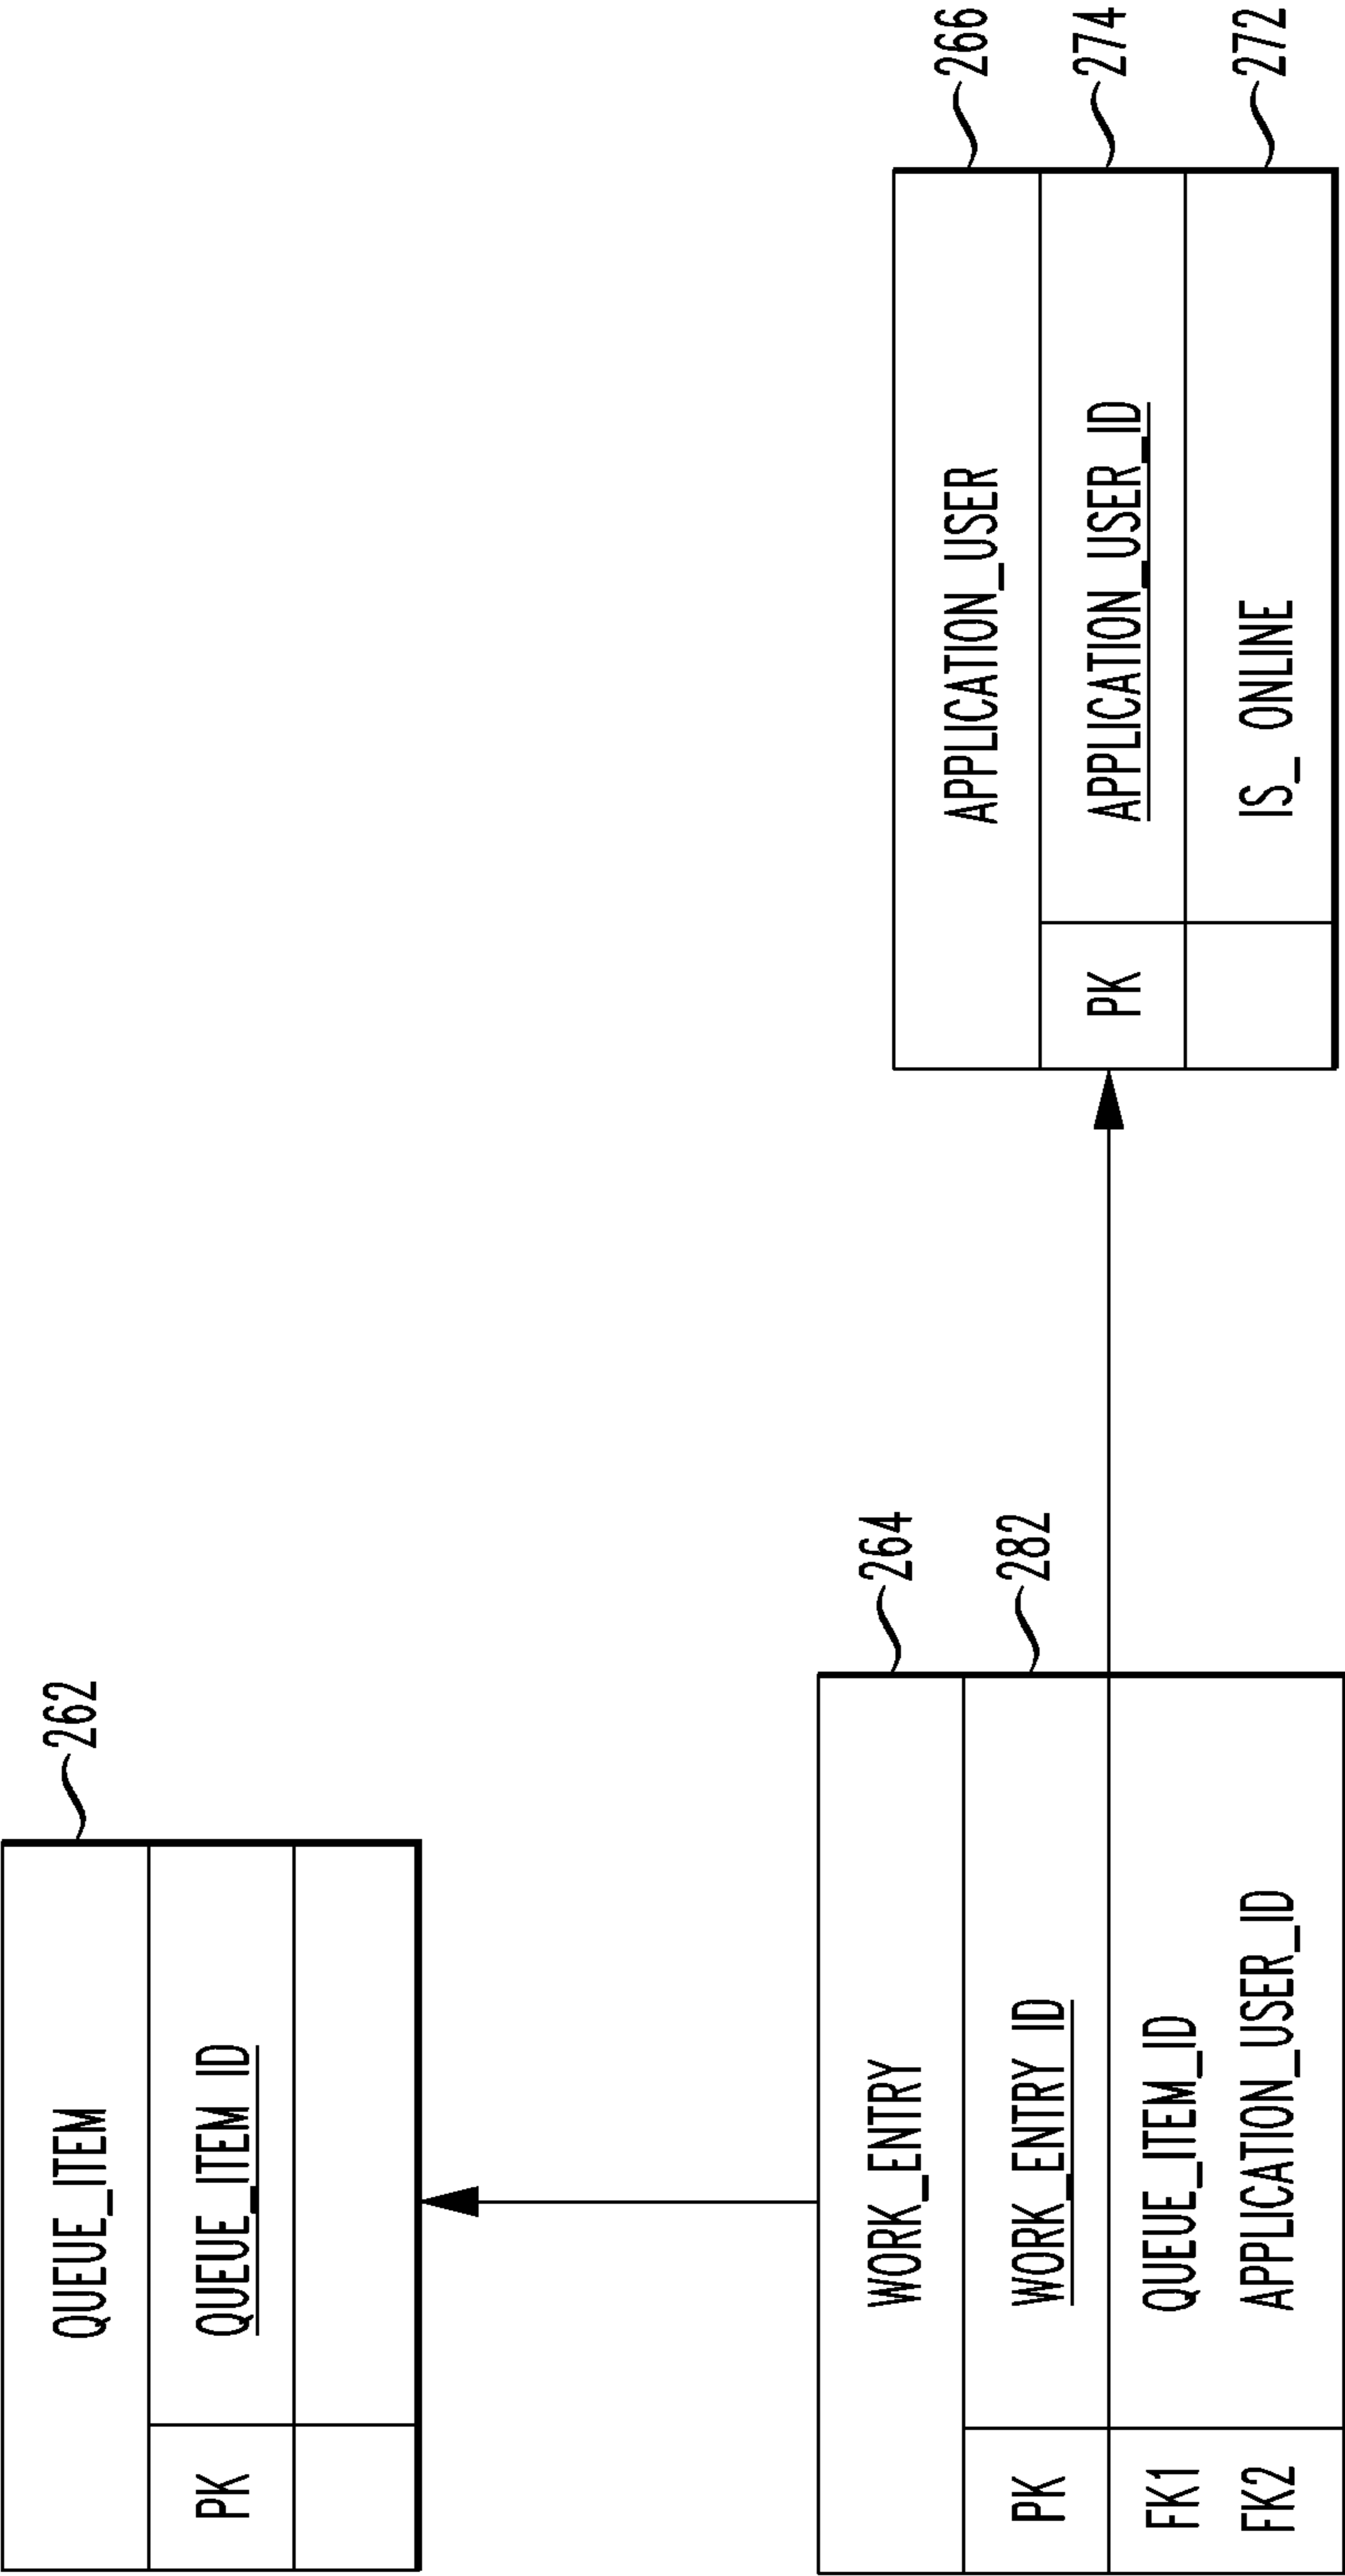 QUEUE_ITEM
262
PK QUEUE_ITEM_ID
WORK_ENTRY
264
PK WORK_ENTRY_ID
282
FK1 QUEUE_ITEM_ID
FK2 APPLICATION_USER_ID
APPLICATION_USER
266
PK APPLICATION_USER_ID
274
IS_ ONLINE
272